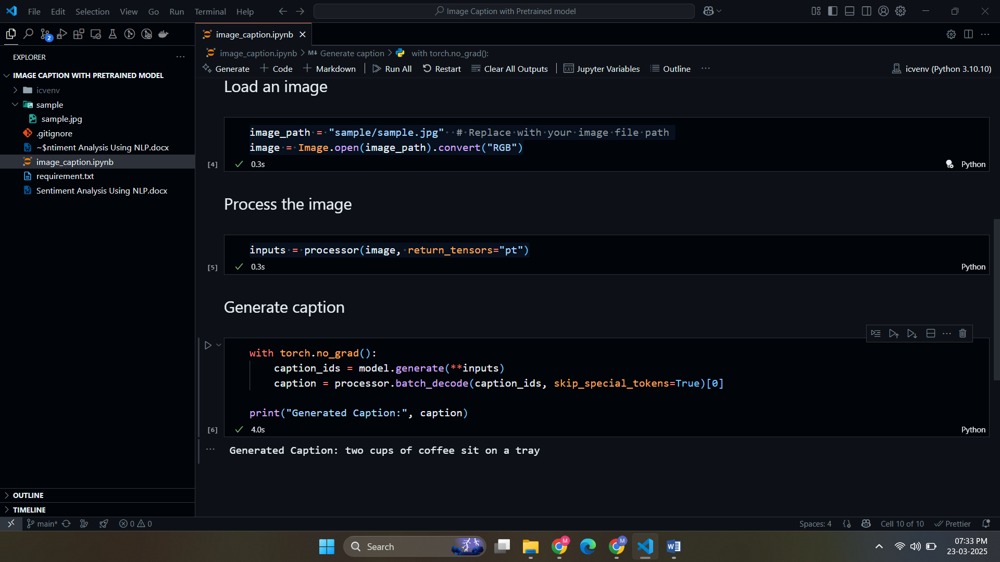 File Edit Selection View Go Run Terminal Help
Image Caption with Pretrained model
2
EXPLORER
IMAGE CAPTION WITH PRETRAINED MODEL
icvenv
sample
sample.jpg
.gitignore
~$ntiment Analysis Using NLP.docx
image_caption.ipynb
requirement.txt
Sentiment Analysis Using NLP.docx
OUTLINE
TIMELINE
image_caption.ipynb
image_caption.ipynb > M↓ Generate caption > with torch.no_grad():
Generate + Code + Markdown Run All Restart Clear All Outputs Jupyter Variables Outline ...
icvenv (Python 3.10.10)
Load an image
image_path = "sample/sample.jpg"  # Replace with your image file path
image = Image.open(image_path).convert("RGB")
[4] 0.3s Python
Process the image
inputs = processor(image, return_tensors="pt")
[5] 0.3s Python
Generate caption
with torch.no_grad():
    caption_ids = model.generate(**inputs)
    caption = processor.batch_decode(caption_ids, skip_special_tokens=True)[0]
print("Generated Caption:", caption)
[6] 4.0s Python
Generated Caption: two cups of coffee sit on a tray
main* 0 0 Spaces: 4 Cell 10 of 10 Prettier
Search
M
M
07:33 PM
23-03-2025